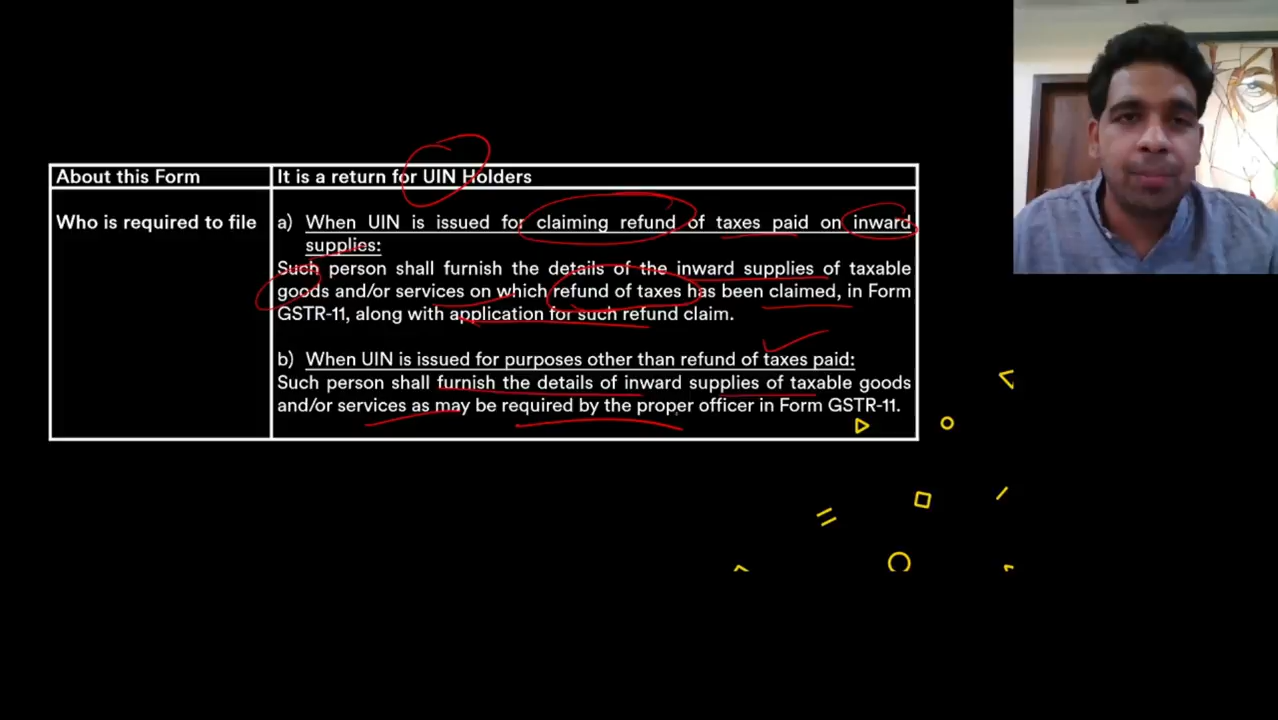 About this Form
It is a return for UIN Holders
Who is required to file
a) When UIN is issued for claiming refund of taxes paid on inward
supplies:
Such person shall furnish the details of the inward supplies of taxable
goods and/or services on which refund of taxes has been claimed, in Form
GSTR-11, along with application for such refund claim.
b) When UIN is issued for purposes other than refund of taxes paid:
Such person shall furnish the details of inward supplies of taxable goods
and/or services as may be required by the proper officer in Form GSTR-11.